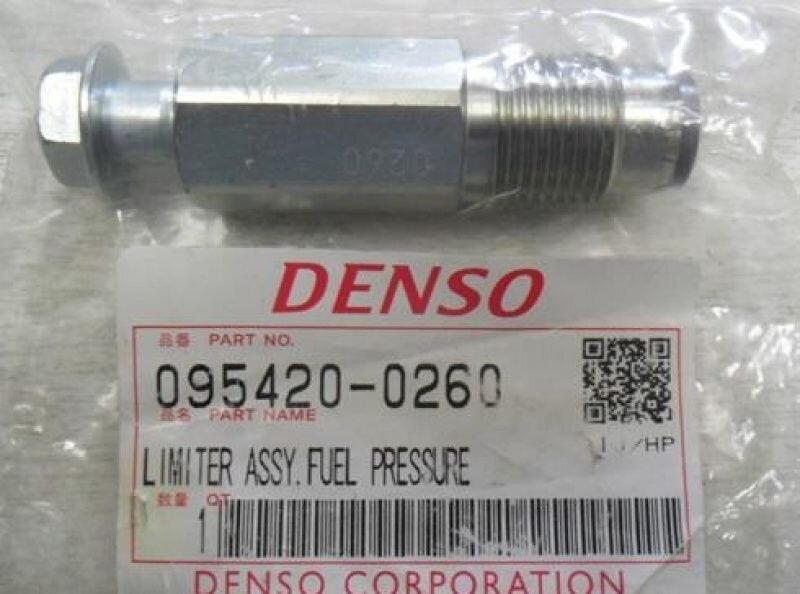 0260
DENSO
品番 PART NO.
095420-0260
品名 PART NAME
/HP
LIMITER ASSY. FUEL PRESSURE
数量 QT
1
DENSO CORPORATION